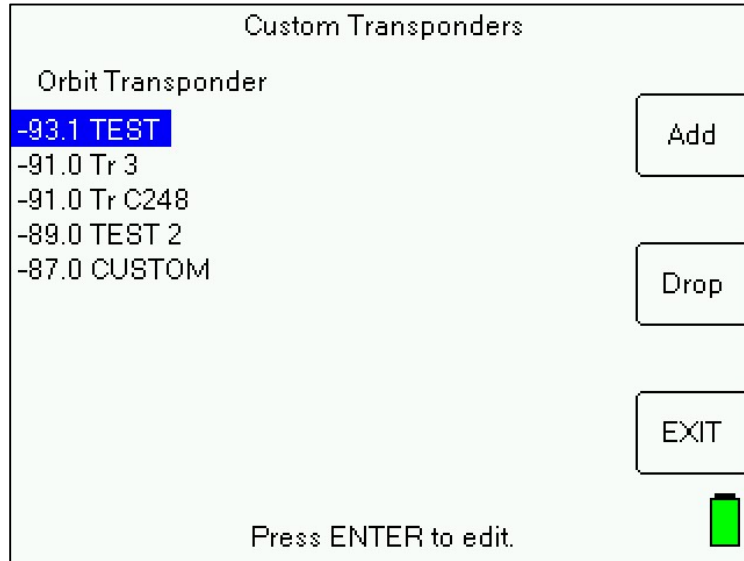 Custom Transponders
Orbit Transponder
-93.1 TEST
-91.0 Tr 3
-91.0 Tr C248
-89.0 TEST 2
-87.0 CUSTOM
Add
Drop
EXIT
Press ENTER to edit.